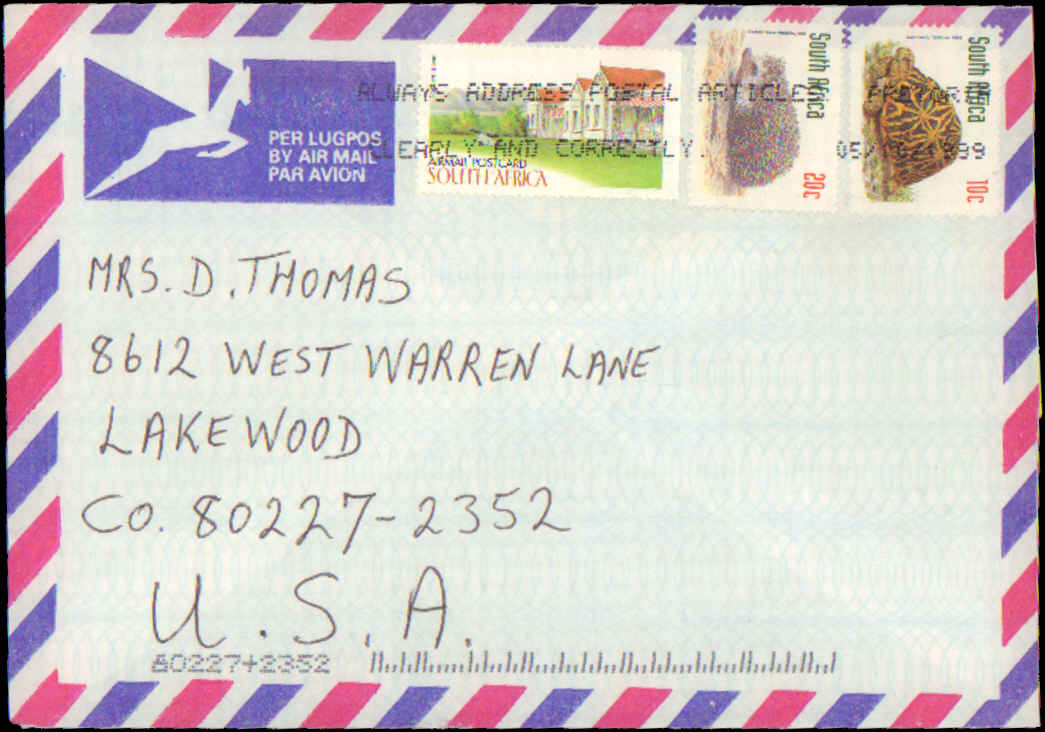 PER LUGPOS
BY AIR MAIL
PAR AVION
AIRMAIL POSTCARD
SOUTH AFRICA
South Africa
20c
South Africa
10c
ALWAYS ADDRESS POSTAL ARTICLES
CLEARLY AND CORRECTLY.
MRS. D. THOMAS
8612 WEST WARREN LANE
LAKEWOOD
CO. 80227-2352
U.S.A.
80227+2352